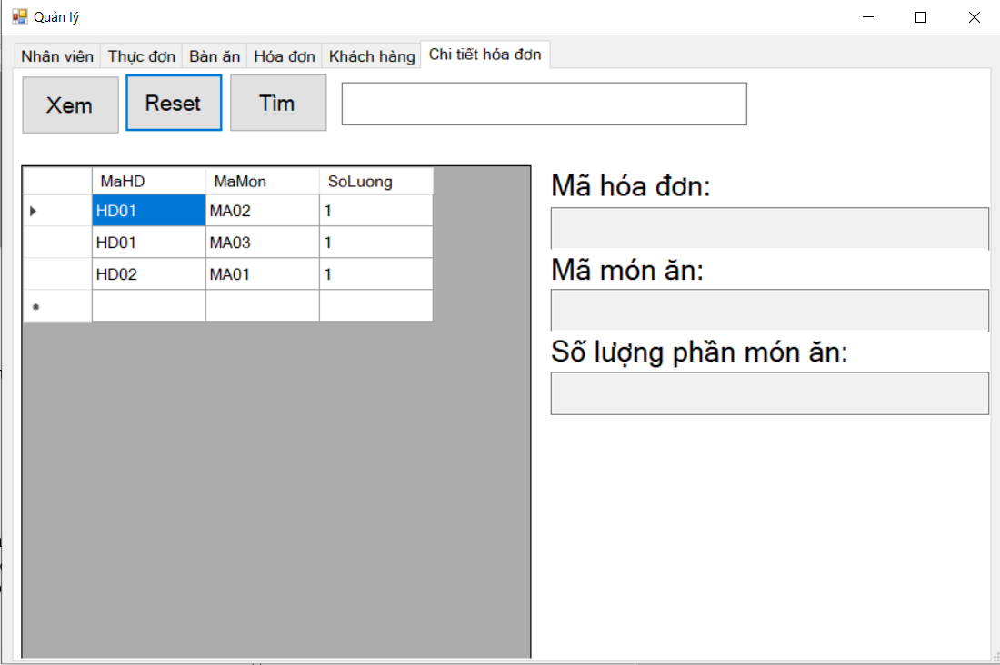 Quản lý
Nhân viên Thực đơn Bàn ăn Hóa đơn Khách hàng Chi tiết hóa đơn
Xem Reset Tìm
MaHD MaMon SoLuong
HD01 MA02 1
HD01 MA03 1
HD02 MA01 1
Mã hóa đơn:
Mã món ăn:
Số lượng phần món ăn: